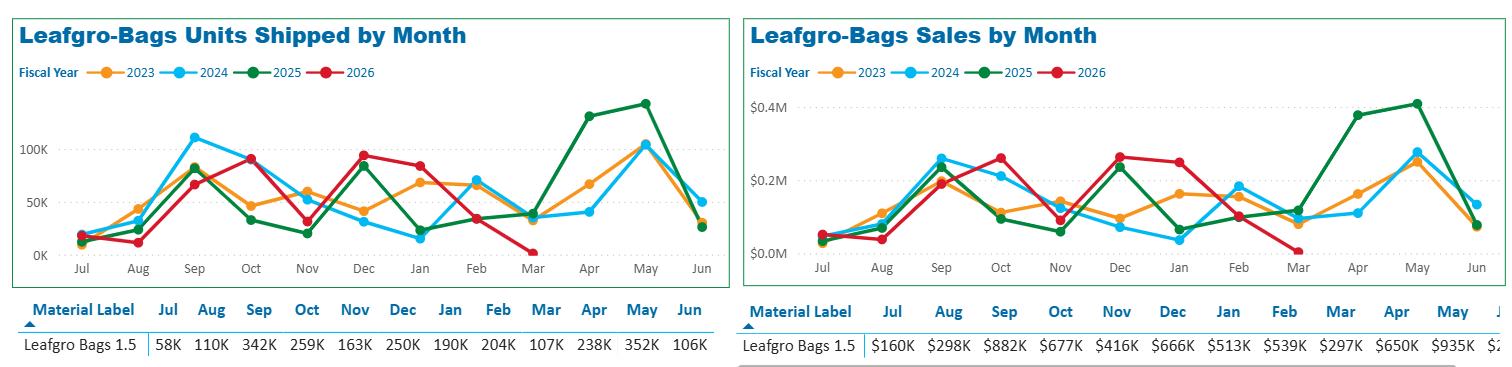 Leafgro-Bags Units Shipped by Month
Fiscal Year 2023 2024 2025 2026
100K
50K
0K
Jul Aug Sep Oct Nov Dec Jan Feb Mar Apr May Jun
Material Label Jul Aug Sep Oct Nov Dec Jan Feb Mar Apr May Jun
Leafgro Bags 1.5 58K 110K 342K 259K 163K 250K 190K 204K 107K 238K 352K 106K
Leafgro-Bags Sales by Month
Fiscal Year 2023 2024 2025 2026
$0.4M
$0.2M
$0.0M
Jul Aug Sep Oct Nov Dec Jan Feb Mar Apr May Jun
Material Label Jul Aug Sep Oct Nov Dec Jan Feb Mar Apr May
Leafgro Bags 1.5 $160K $298K $882K $677K $416K $666K $513K $539K $297K $650K $935K